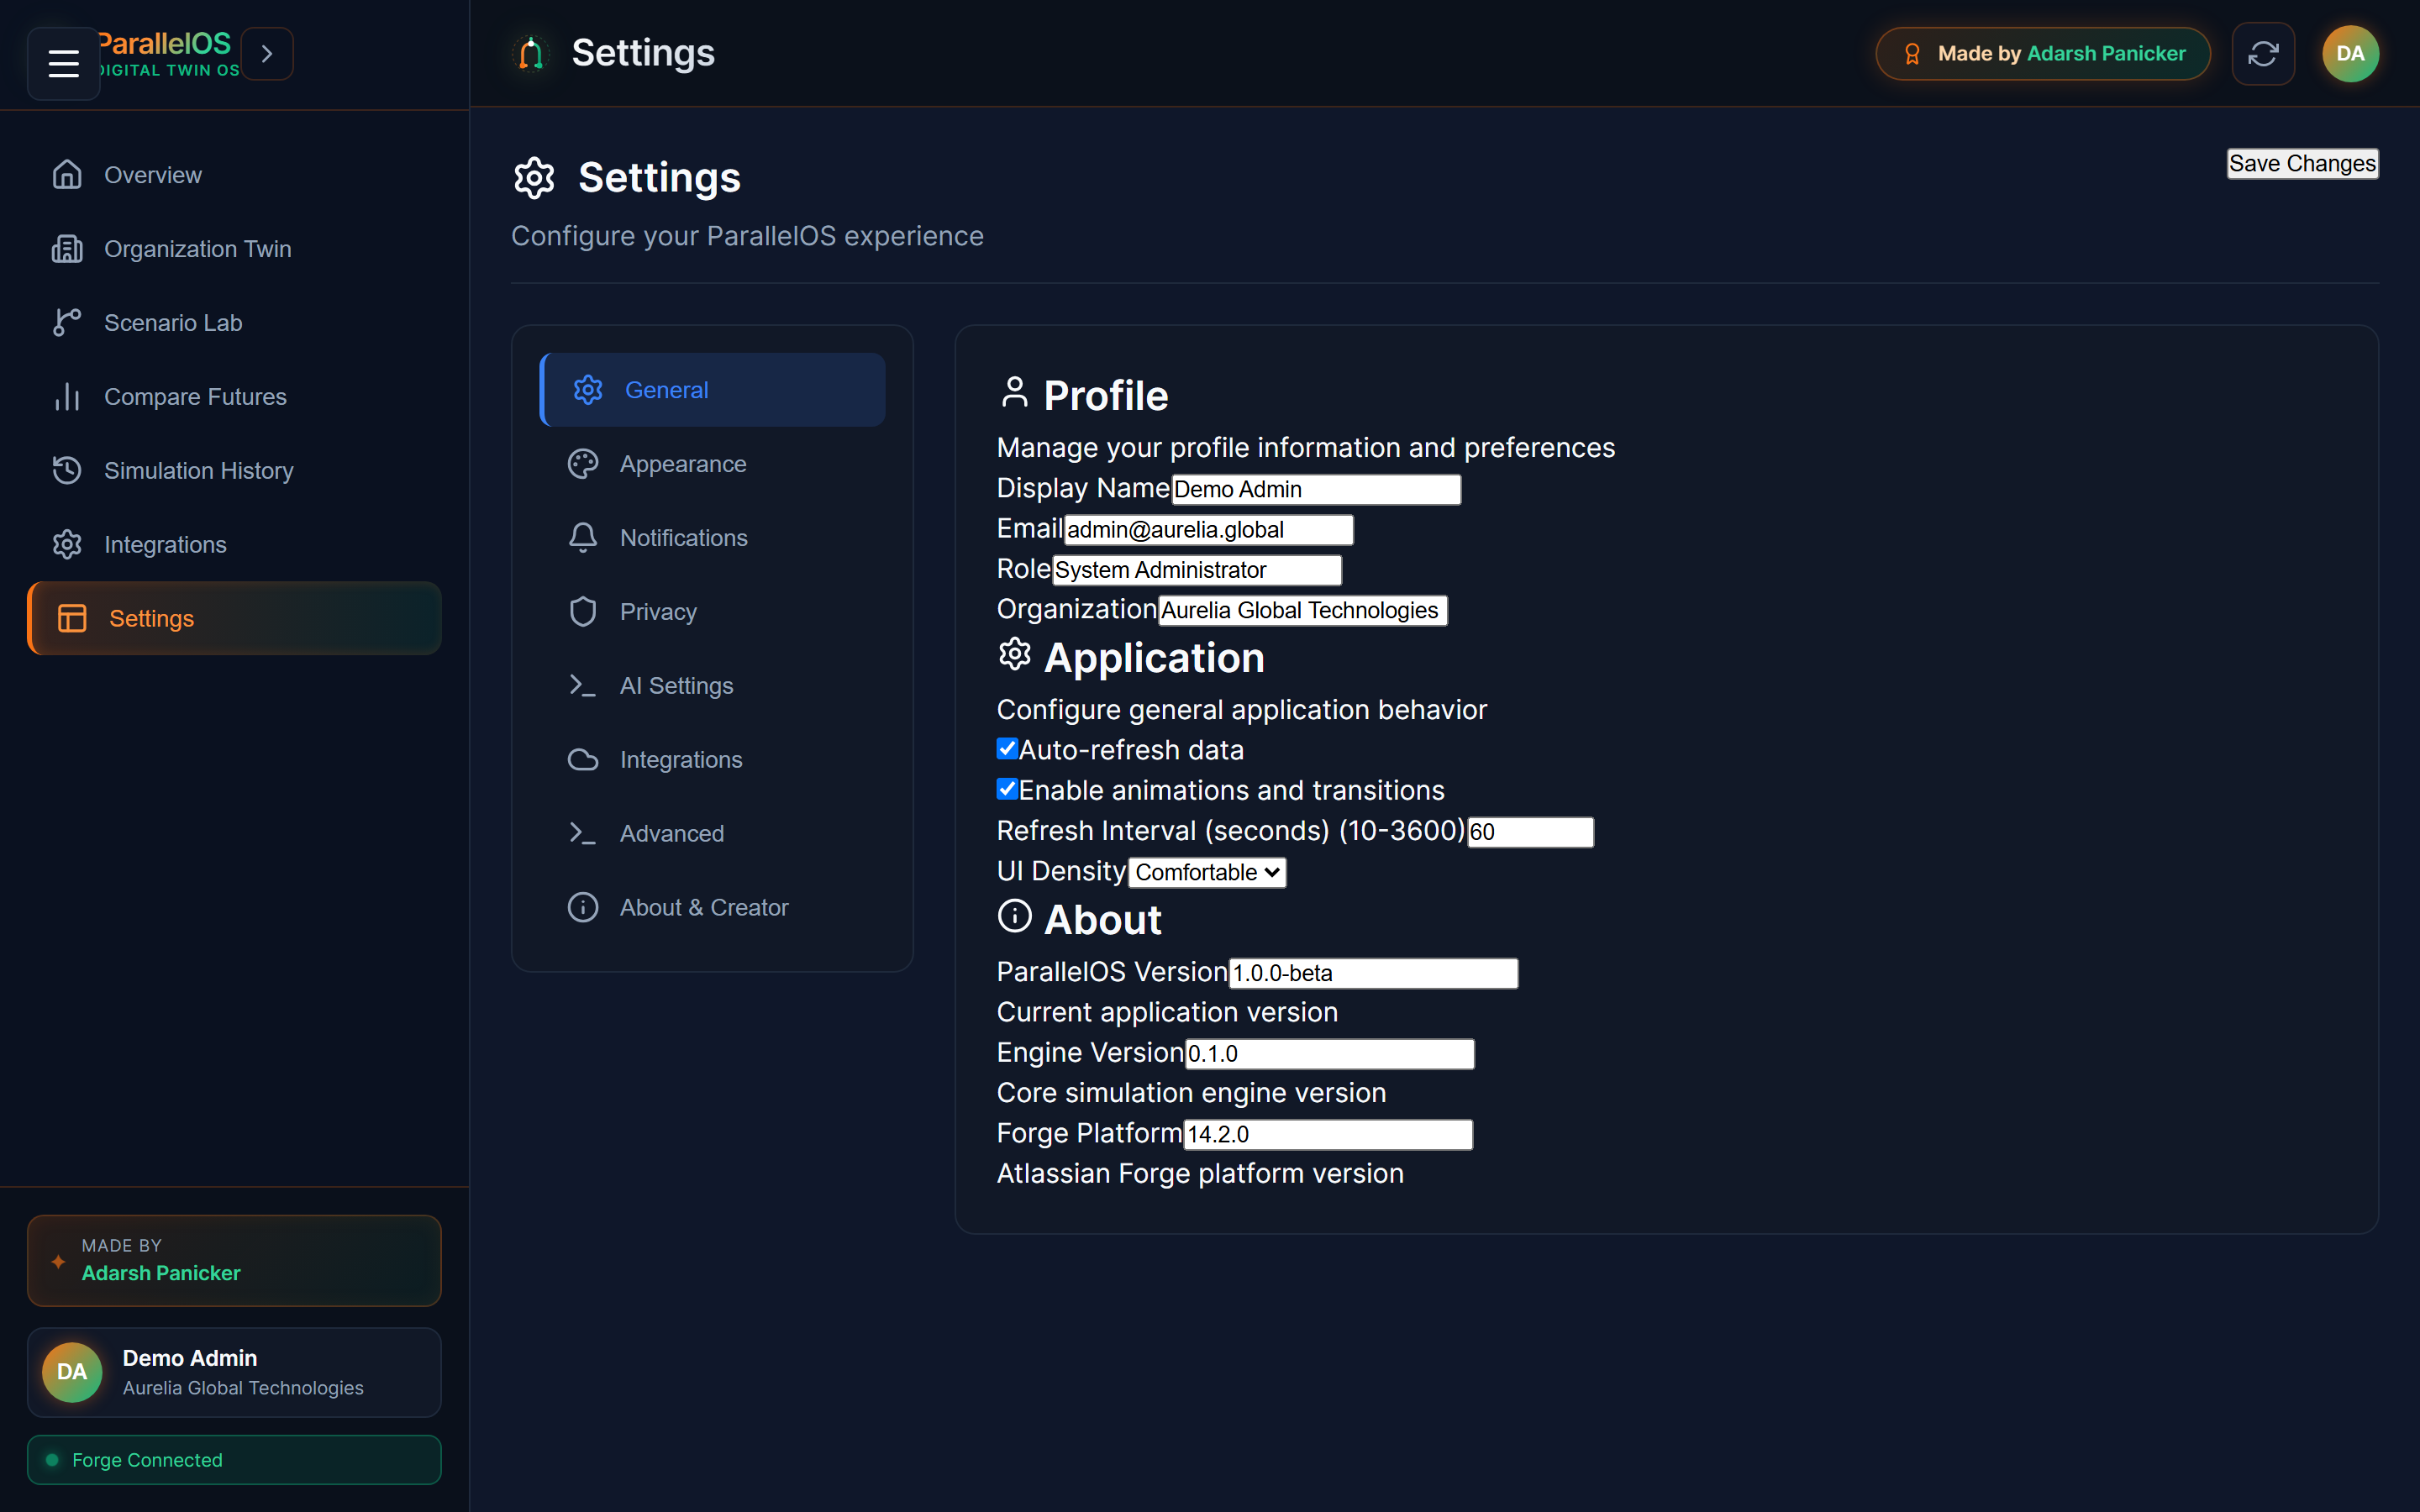 ParallelOS
DIGITAL TWIN OS
Overview
Organization Twin
Scenario Lab
Compare Futures
Simulation History
Integrations
Settings
MADE BY
Adarsh Panicker
DA
Demo Admin
Aurelia Global Technologies
Forge Connected
Settings
Made by Adarsh Panicker
DA
Settings
Configure your ParallelOS experience
Save Changes
General
Appearance
Notifications
Privacy
AI Settings
Integrations
Advanced
About & Creator
Profile
Manage your profile information and preferences
Display Name Demo Admin
Email admin@aurelia.global
Role System Administrator
Organization Aurelia Global Technologies
Application
Configure general application behavior
Auto-refresh data
Enable animations and transitions
Refresh Interval (seconds) (10-3600) 60
UI Density Comfortable
About
ParallelOS Version 1.0.0-beta
Current application version
Engine Version 0.1.0
Core simulation engine version
Forge Platform 14.2.0
Atlassian Forge platform version